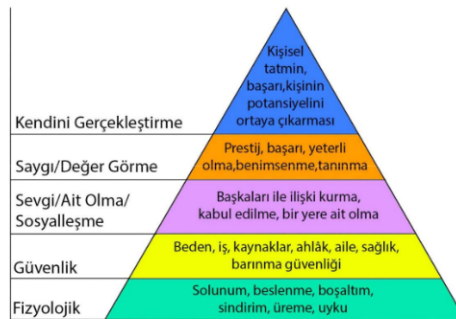 Kişisel
tatmin,
başarı,kişinin
potansiyelini
ortaya çıkarması
Kendini Gerçekleştirme
Prestij, başarı, yeterli
olma,benimsenme,tanınma
Saygı/Değer Görme
Başkaları ile ilişki kurma,
kabul edilme, bir yere ait olma
Sevgi/Ait Olma/
Sosyalleşme
Beden, iş, kaynaklar, ahlâk, aile, sağlık,
barınma güvenliği
Güvenlik
Solunum, beslenme, boşaltım,
sindirim, üreme, uyku
Fizyolojik